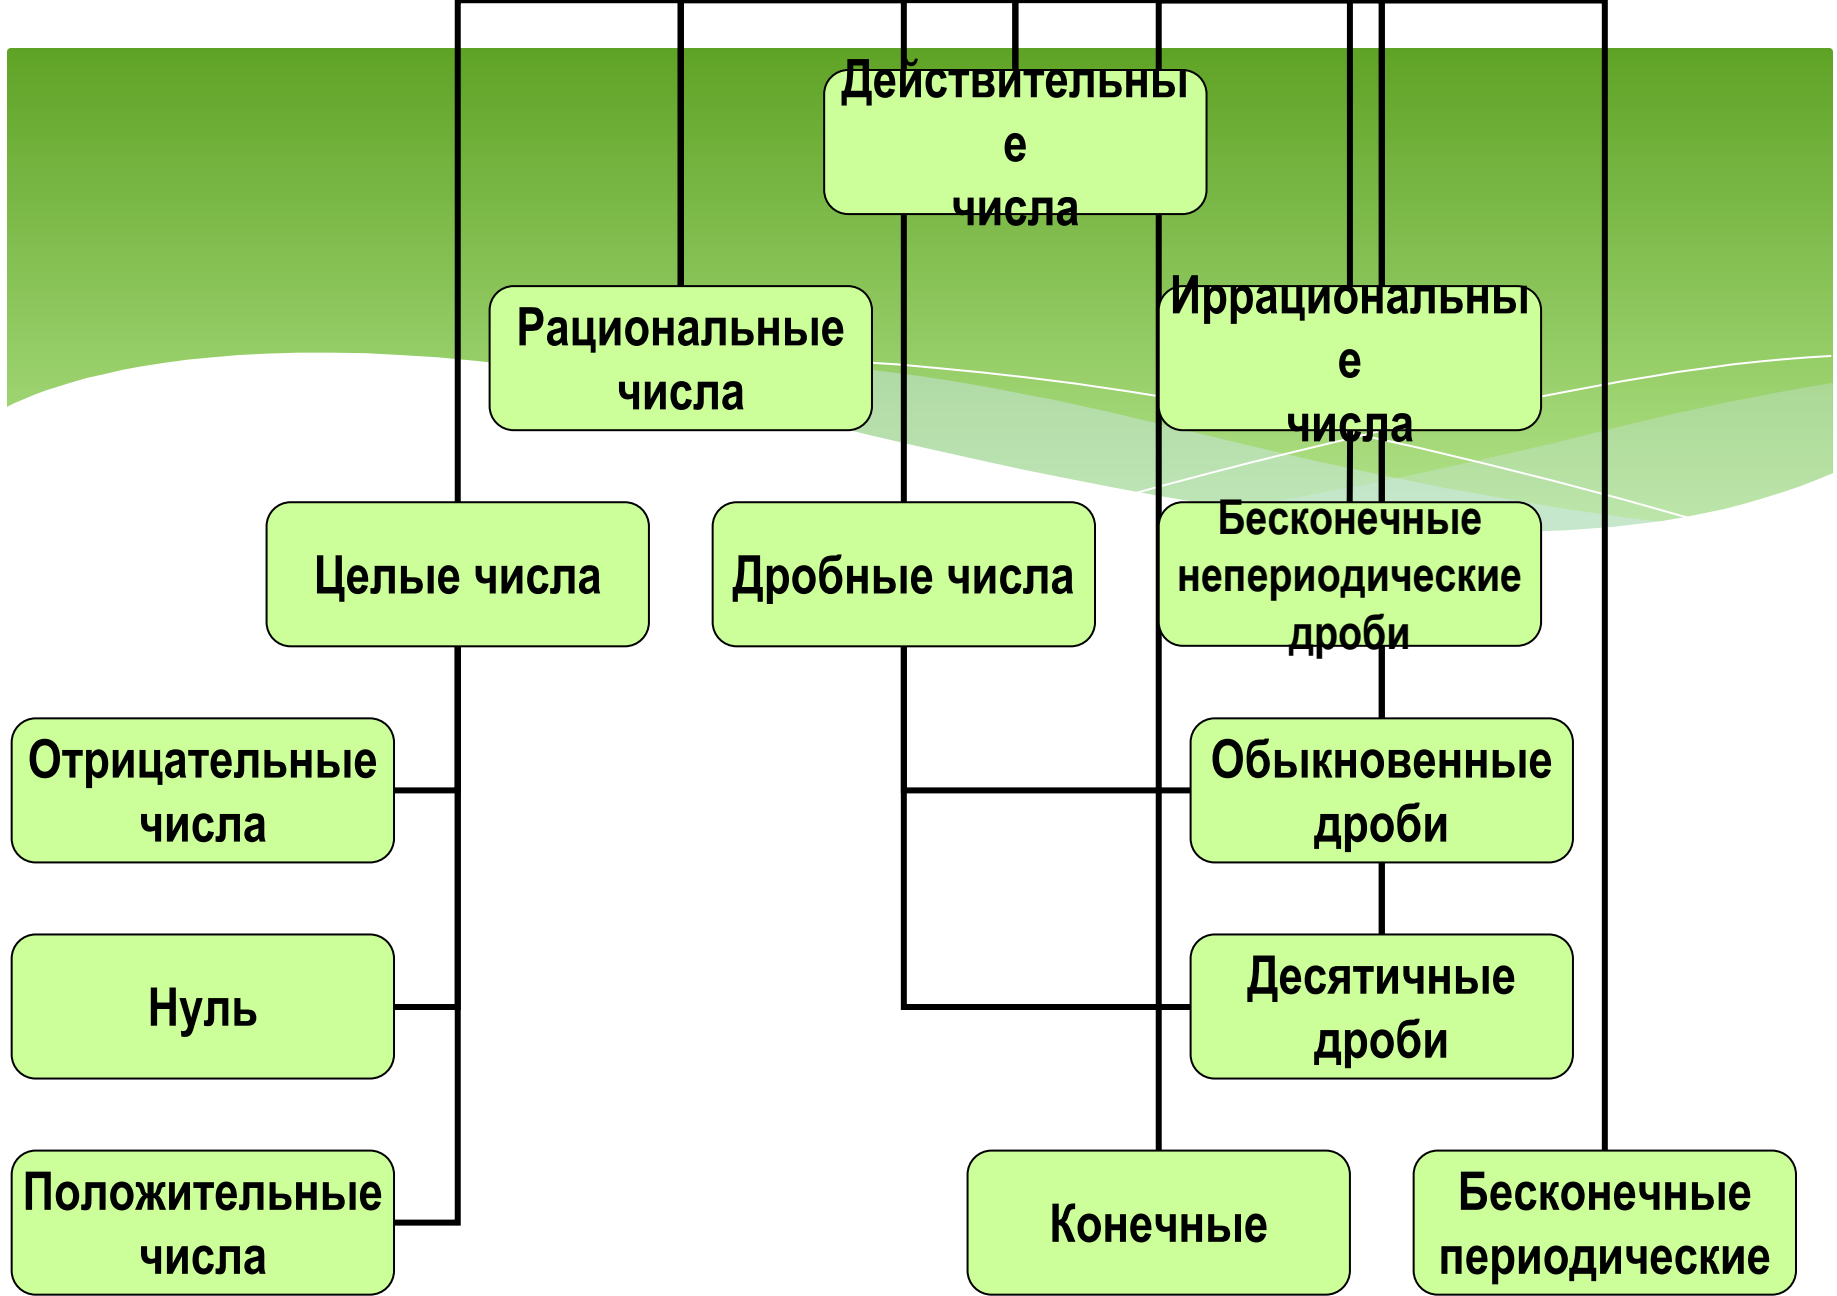 Действительны
е
числа
Рациональные
числа
Иррациональны
е
числа
Целые числа
Дробные числа
Бесконечные
непериодические
дроби
Отрицательные
числа
Обыкновенные
дроби
Нуль
Десятичные
дроби
Положительные
числа
Конечные
Бесконечные
периодические